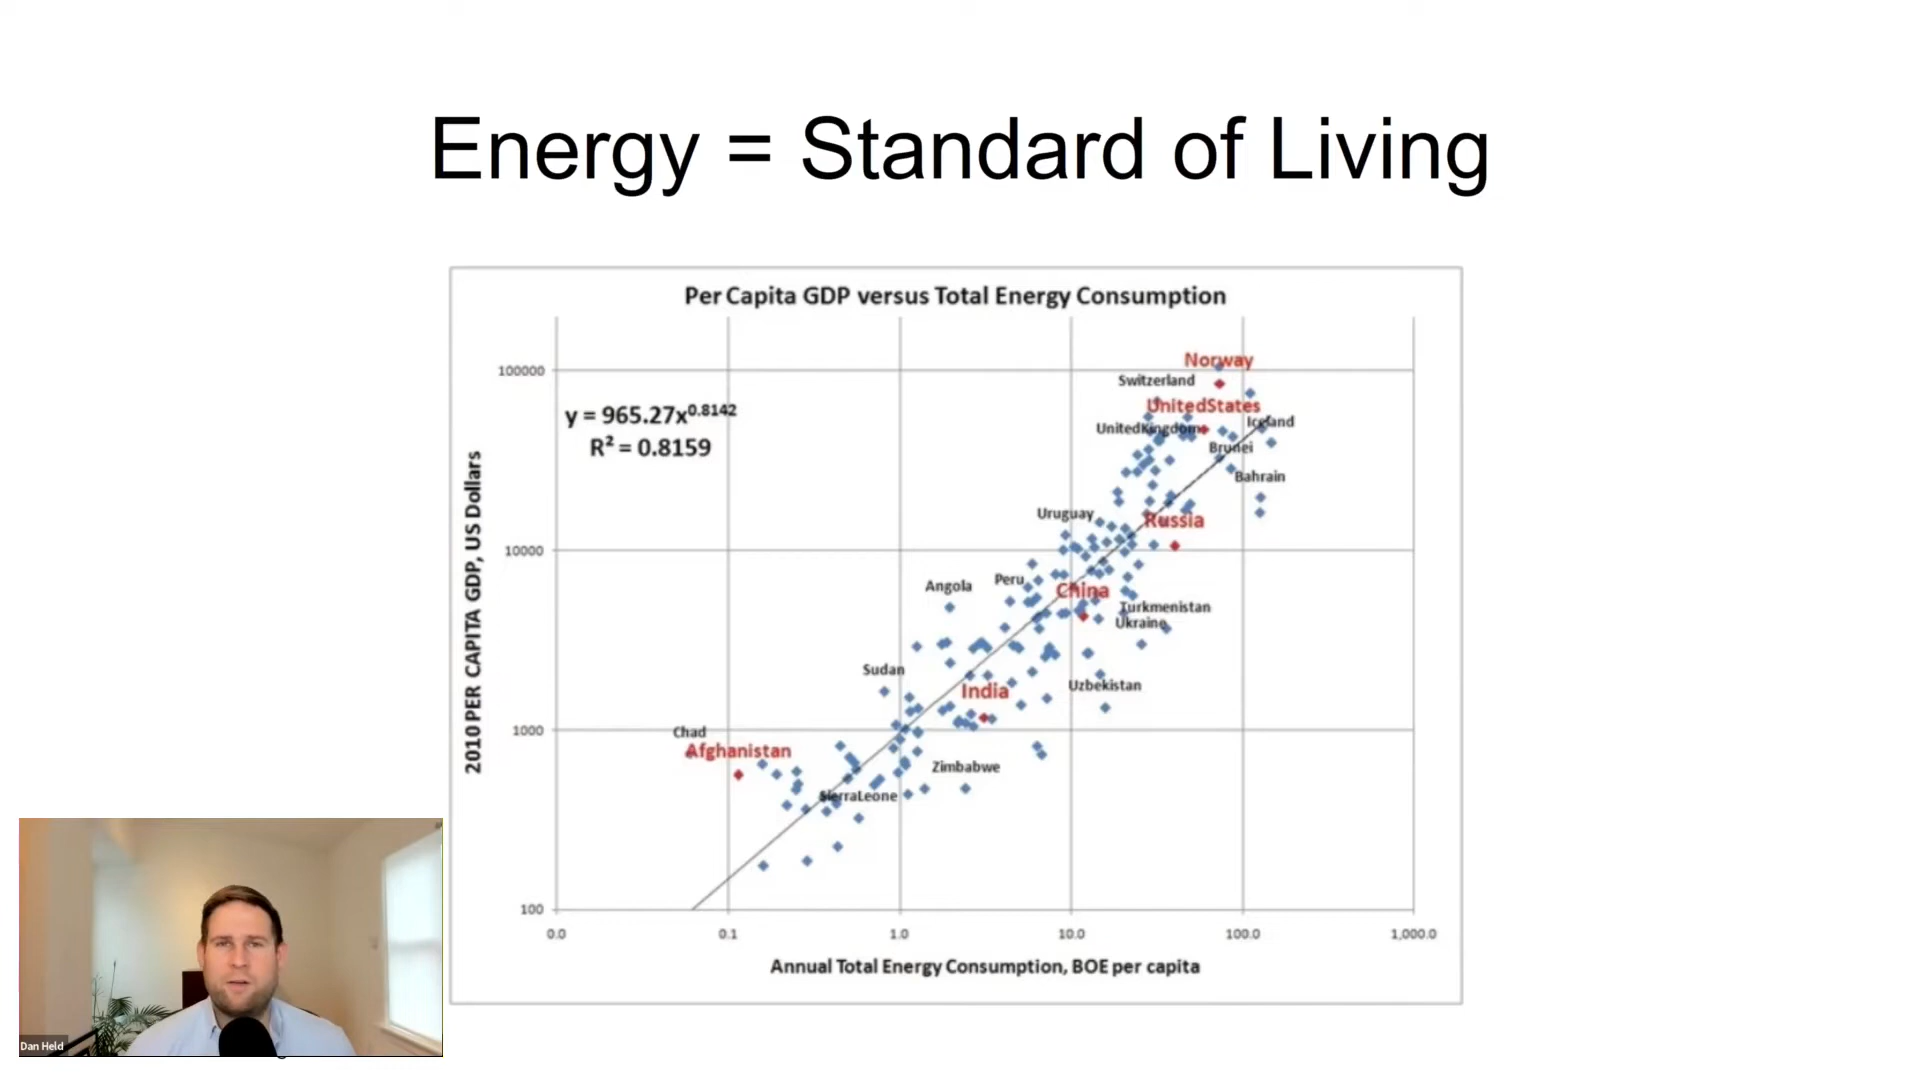 Energy = Standard of Living
Per Capita GDP versus Total Energy Consumption
y = 965.27x^0.8142
R² = 0.8159
2010 PER CAPITA GDP, US Dollars
100000
10000
1000
100
Norway
Switzerland
UnitedStates
Iceland
UnitedKingdom
Brunei
Bahrain
Uruguay
Russia
Peru
Angola
China
Turkmenistan
Ukraine
Sudan
Uzbekistan
India
Chad
Afghanistan
Zimbabwe
SierraLeone
0.0 0.1 1.0 10.0 100.0 1,000.0
Annual Total Energy Consumption, BOE per capita
Dan Held